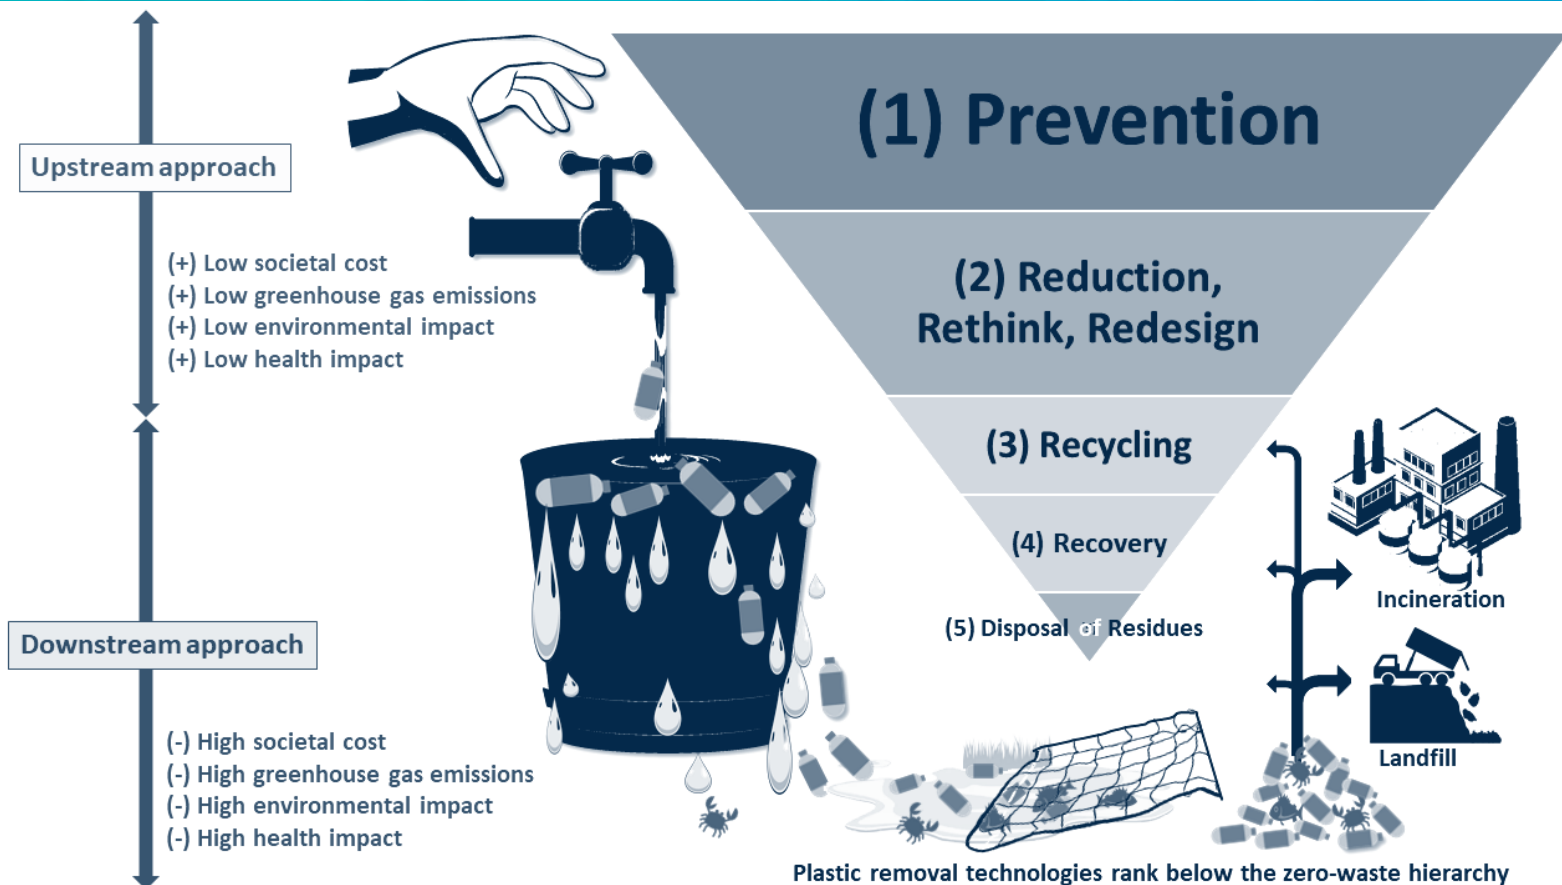 Upstream approach
(+) Low societal cost
(+) Low greenhouse gas emissions
(+) Low environmental impact
(+) Low health impact
Downstream approach
(-) High societal cost
(-) High greenhouse gas emissions
(-) High environmental impact
(-) High health impact
(1) Prevention
(2) Reduction,
Rethink, Redesign
(3) Recycling
(4) Recovery
(5) Disposal of Residues
Incineration
Landfill
Plastic removal technologies rank below the zero-waste hierarchy